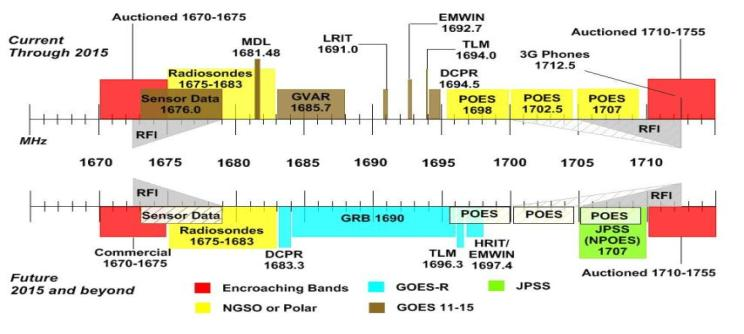 Auctioned 1670-1675
EMWIN
1692.7
Current
Through 2015
MDL
1681.48
LRIT
1691.0
TLM
1694.0
Auctioned 1710-1755
3G Phones
1712.5
Radiosondes
1675-1683
DCPR
1694.5
Sensor Data
1676.0
GVAR
1685.7
POES
1698
POES
1702.5
POES
1707
RFI
RFI
MHz
1670 1675 1680 1685 1690 1695 1700 1705 1710
RFI
RFI
Sensor Data
GRB 1690
POES
POES
POES
Radiosondes
1675-1683
JPSS
(NPOES)
1707
Commercial
1670-1675
DCPR
1683.3
TLM
1696.3
HRIT/
EMWIN
1697.4
Auctioned 1710-1755
Future
2015 and beyond
Encroaching Bands
GOES-R
JPSS
NGSO or Polar
GOES 11-15